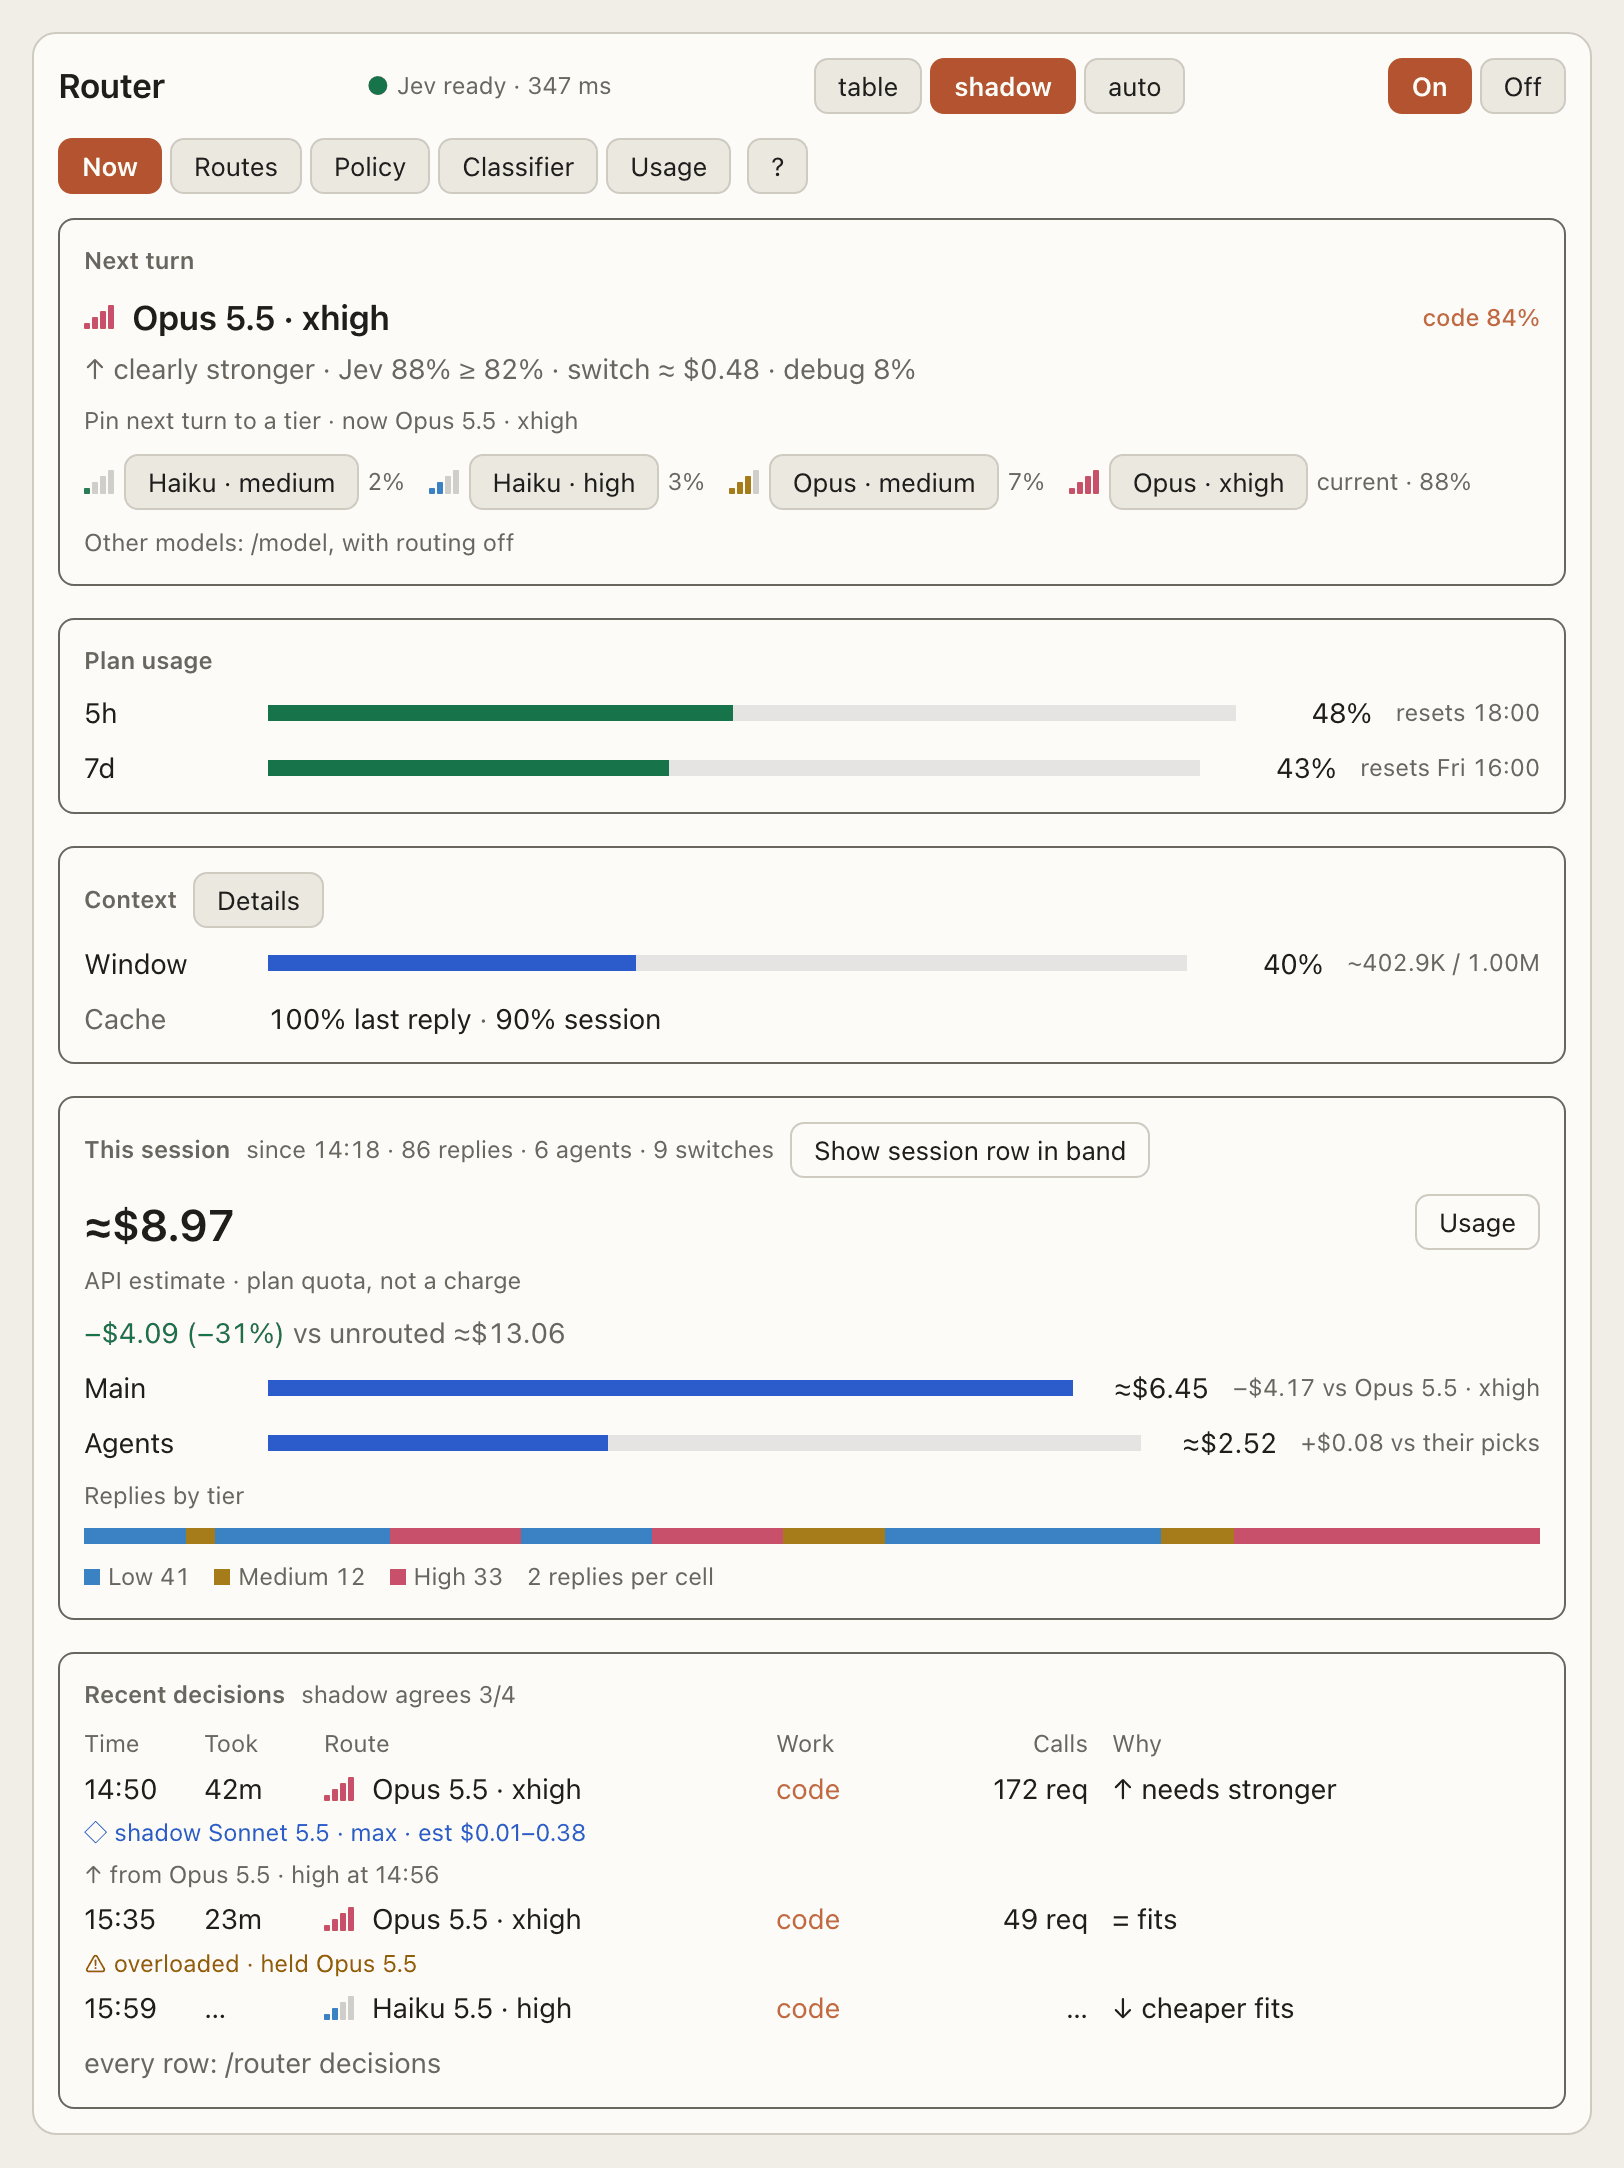 Router Jev ready · 347 ms table shadow auto On Off
Now Routes Policy Classifier Usage ?
Next turn
Opus 5.5 · xhigh code 84%
↑ clearly stronger · Jev 88% ≥ 82% · switch ≈ $0.48 · debug 8%
Pin next turn to a tier · now Opus 5.5 · xhigh
Haiku · medium 2% Haiku · high 3% Opus · medium 7% Opus · xhigh current · 88%
Other models: /model, with routing off
Plan usage
5h 48% resets 18:00
7d 43% resets Fri 16:00
Context Details
Window 40% ~402.9K / 1.00M
Cache 100% last reply · 90% session
This session since 14:18 · 86 replies · 6 agents · 9 switches Show session row in band
≈$8.97 Usage
API estimate · plan quota, not a charge
−$4.09 (−31%) vs unrouted ≈$13.06
Main ≈$6.45 −$4.17 vs Opus 5.5 · xhigh
Agents ≈$2.52 +$0.08 vs their picks
Replies by tier
Low 41 Medium 12 High 33 2 replies per cell
Recent decisions shadow agrees 3/4
Time Took Route Work Calls Why
14:50 42m Opus 5.5 · xhigh code 172 req ↑ needs stronger
◇ shadow Sonnet 5.5 · max · est $0.01–0.38
↑ from Opus 5.5 · high at 14:56
15:35 23m Opus 5.5 · xhigh code 49 req = fits
⚠ overloaded · held Opus 5.5
15:59 ... Haiku 5.5 · high code ... ↓ cheaper fits
every row: /router decisions